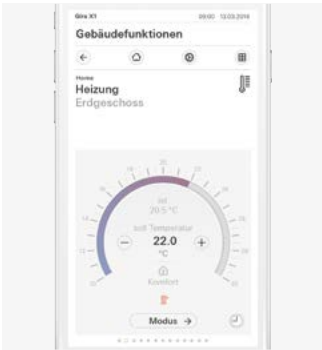 Gira X1
09:00 13.03.2016
Gebäudefunktionen
Home
Heizung
Erdgeschoss
Ist
20.5 °C
Soll Temperatur
22.0
°C
Komfort
Modus →